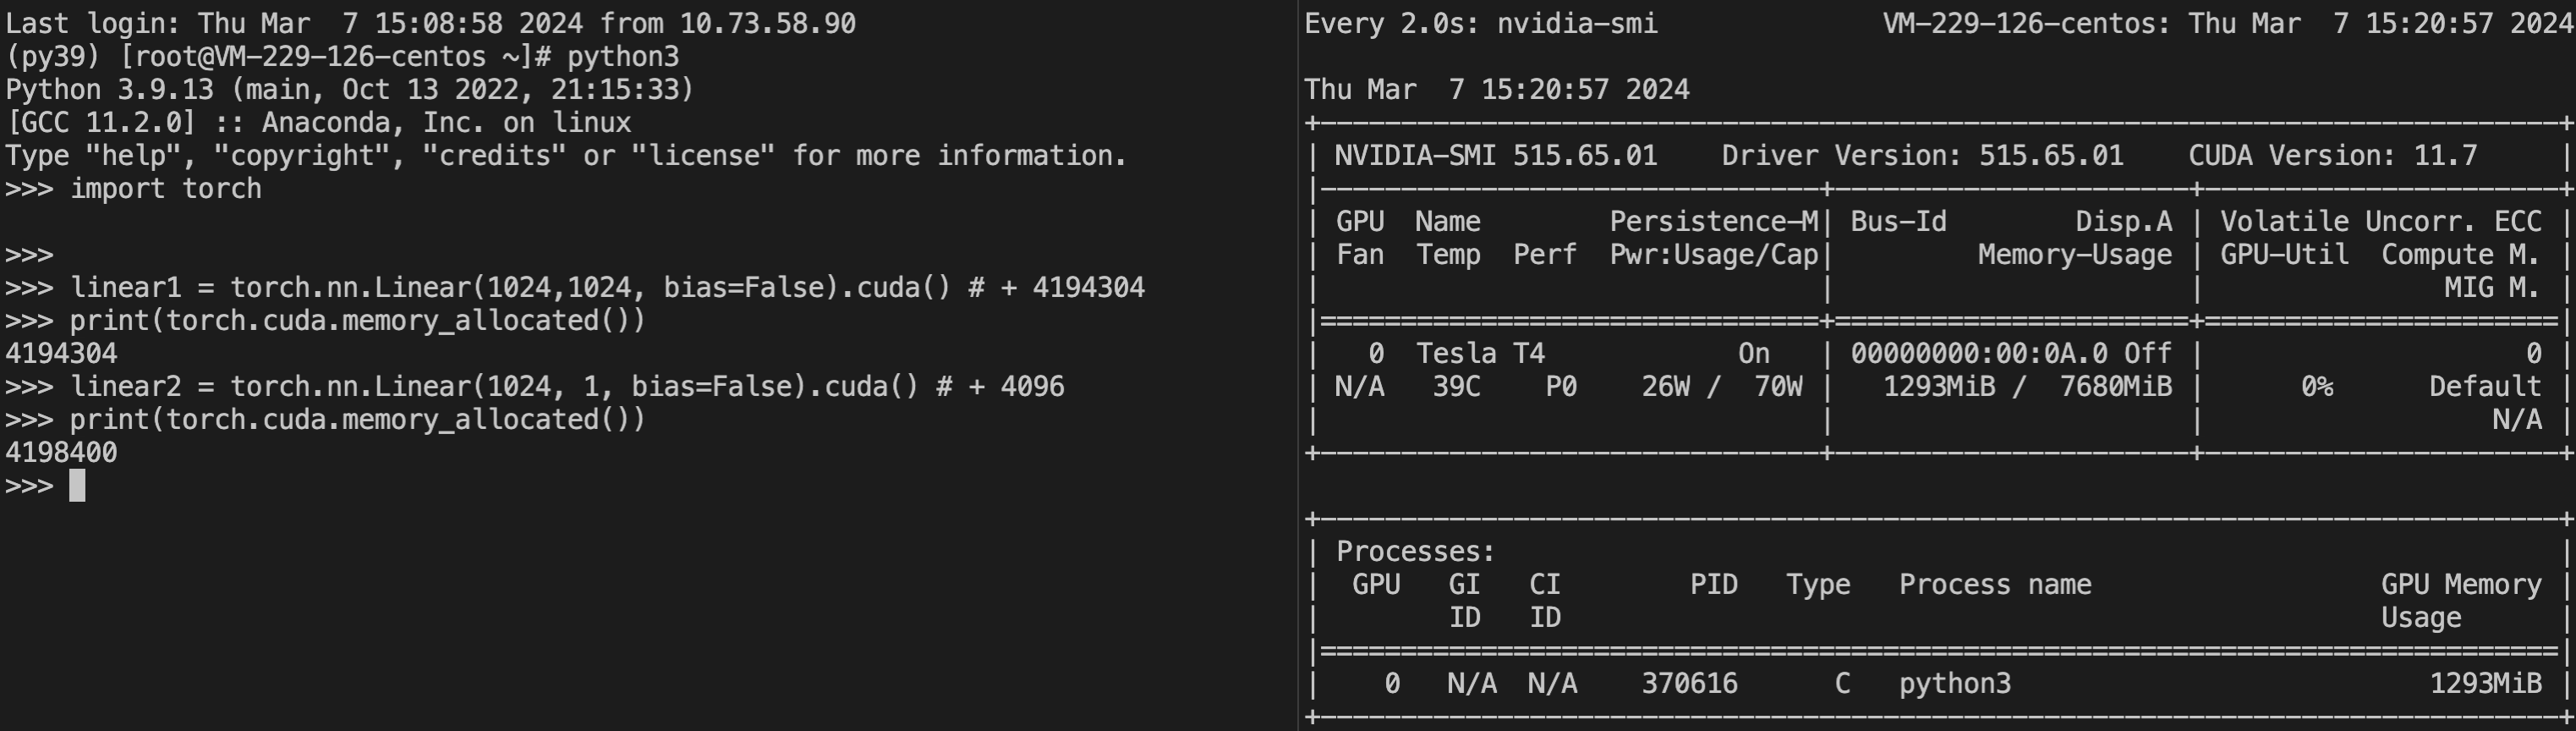 Last login: Thu Mar  7 15:08:58 2024 from 10.73.58.90
(py39) [root@VM-229-126-centos ~]# python3
Python 3.9.13 (main, Oct 13 2022, 21:15:33)
[GCC 11.2.0] :: Anaconda, Inc. on linux
Type "help", "copyright", "credits" or "license" for more information.
>>> import torch
>>>
>>> linear1 = torch.nn.Linear(1024,1024, bias=False).cuda() # + 4194304
>>> print(torch.cuda.memory_allocated())
4194304
>>> linear2 = torch.nn.Linear(1024, 1, bias=False).cuda() # + 4096
>>> print(torch.cuda.memory_allocated())
4198400
>>>
Every 2.0s: nvidia-smi                VM-229-126-centos: Thu Mar  7 15:20:57 2024
Thu Mar  7 15:20:57 2024
+-----------------------------------------------------------------------------+
| NVIDIA-SMI 515.65.01    Driver Version: 515.65.01    CUDA Version: 11.7     |
|-------------------------------+----------------------+----------------------+
| GPU  Name        Persistence-M| Bus-Id        Disp.A | Volatile Uncorr. ECC |
| Fan  Temp  Perf  Pwr:Usage/Cap|         Memory-Usage | GPU-Util  Compute M. |
|                               |                      |               MIG M. |
|===============================+======================+======================|
|   0  Tesla T4            On   | 00000000:00:0A.0 Off |                    0 |
| N/A   39C    P0    26W /  70W |   1293MiB /  7680MiB |      0%      Default |
|                               |                      |                  N/A |
+-------------------------------+----------------------+----------------------+
+-----------------------------------------------------------------------------+
| Processes:                                                                  |
|  GPU   GI   CI        PID   Type   Process name                  GPU Memory |
|        ID   ID                                                   Usage      |
|=============================================================================|
|    0   N/A  N/A    370616      C   python3                          1293MiB |
+-----------------------------------------------------------------------------+